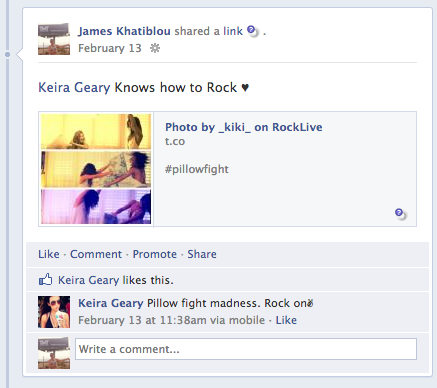 James Khatiblou shared a link .
February 13
Keira Geary Knows how to Rock ♥
Photo by _kiki_ on RockLive
t.co
#pillowfight
Like · Comment · Promote · Share
Keira Geary likes this.
Keira Geary Pillow fight madness. Rock on✌
February 13 at 11:38am via mobile · Like
Write a comment...